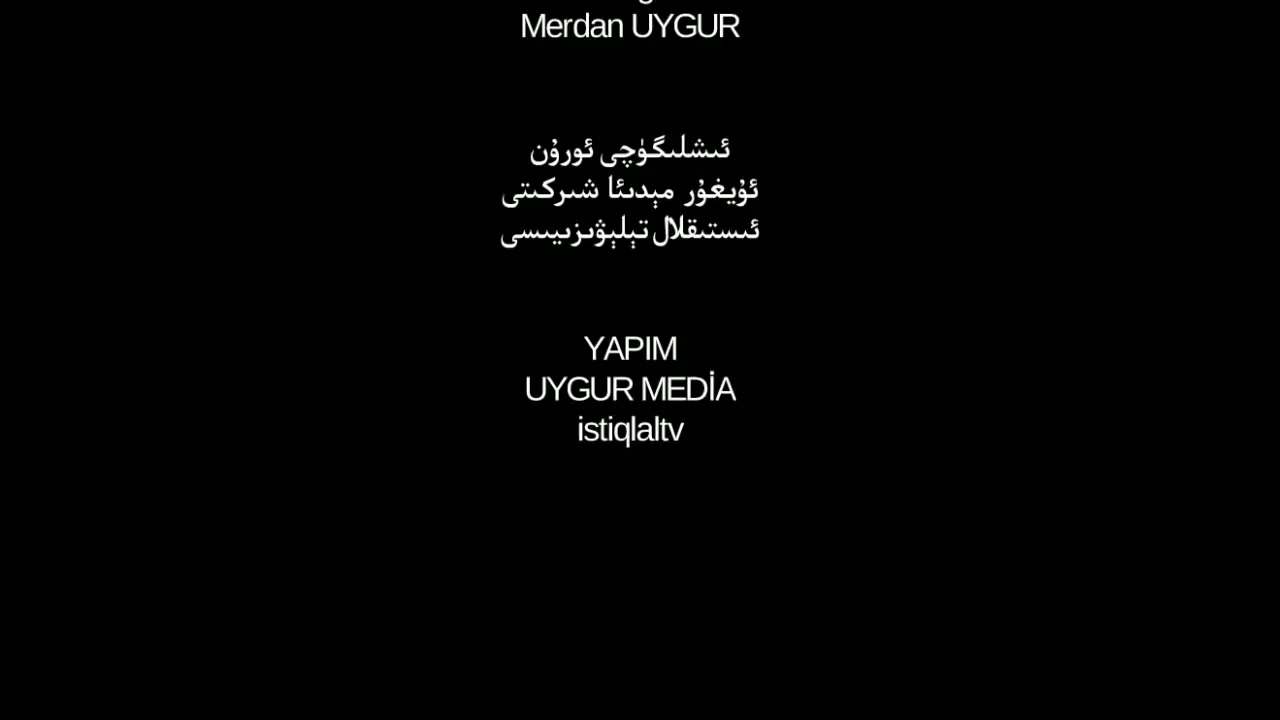 Merdan UYGUR
ئىشلىگۈچى ئورۇن
ئۇيغۇر مېدىئا شىركىتى
ئىستىقلال تېلېۋىزىيىسى
YAPIM
UYGUR MEDİA
istiqlaltv